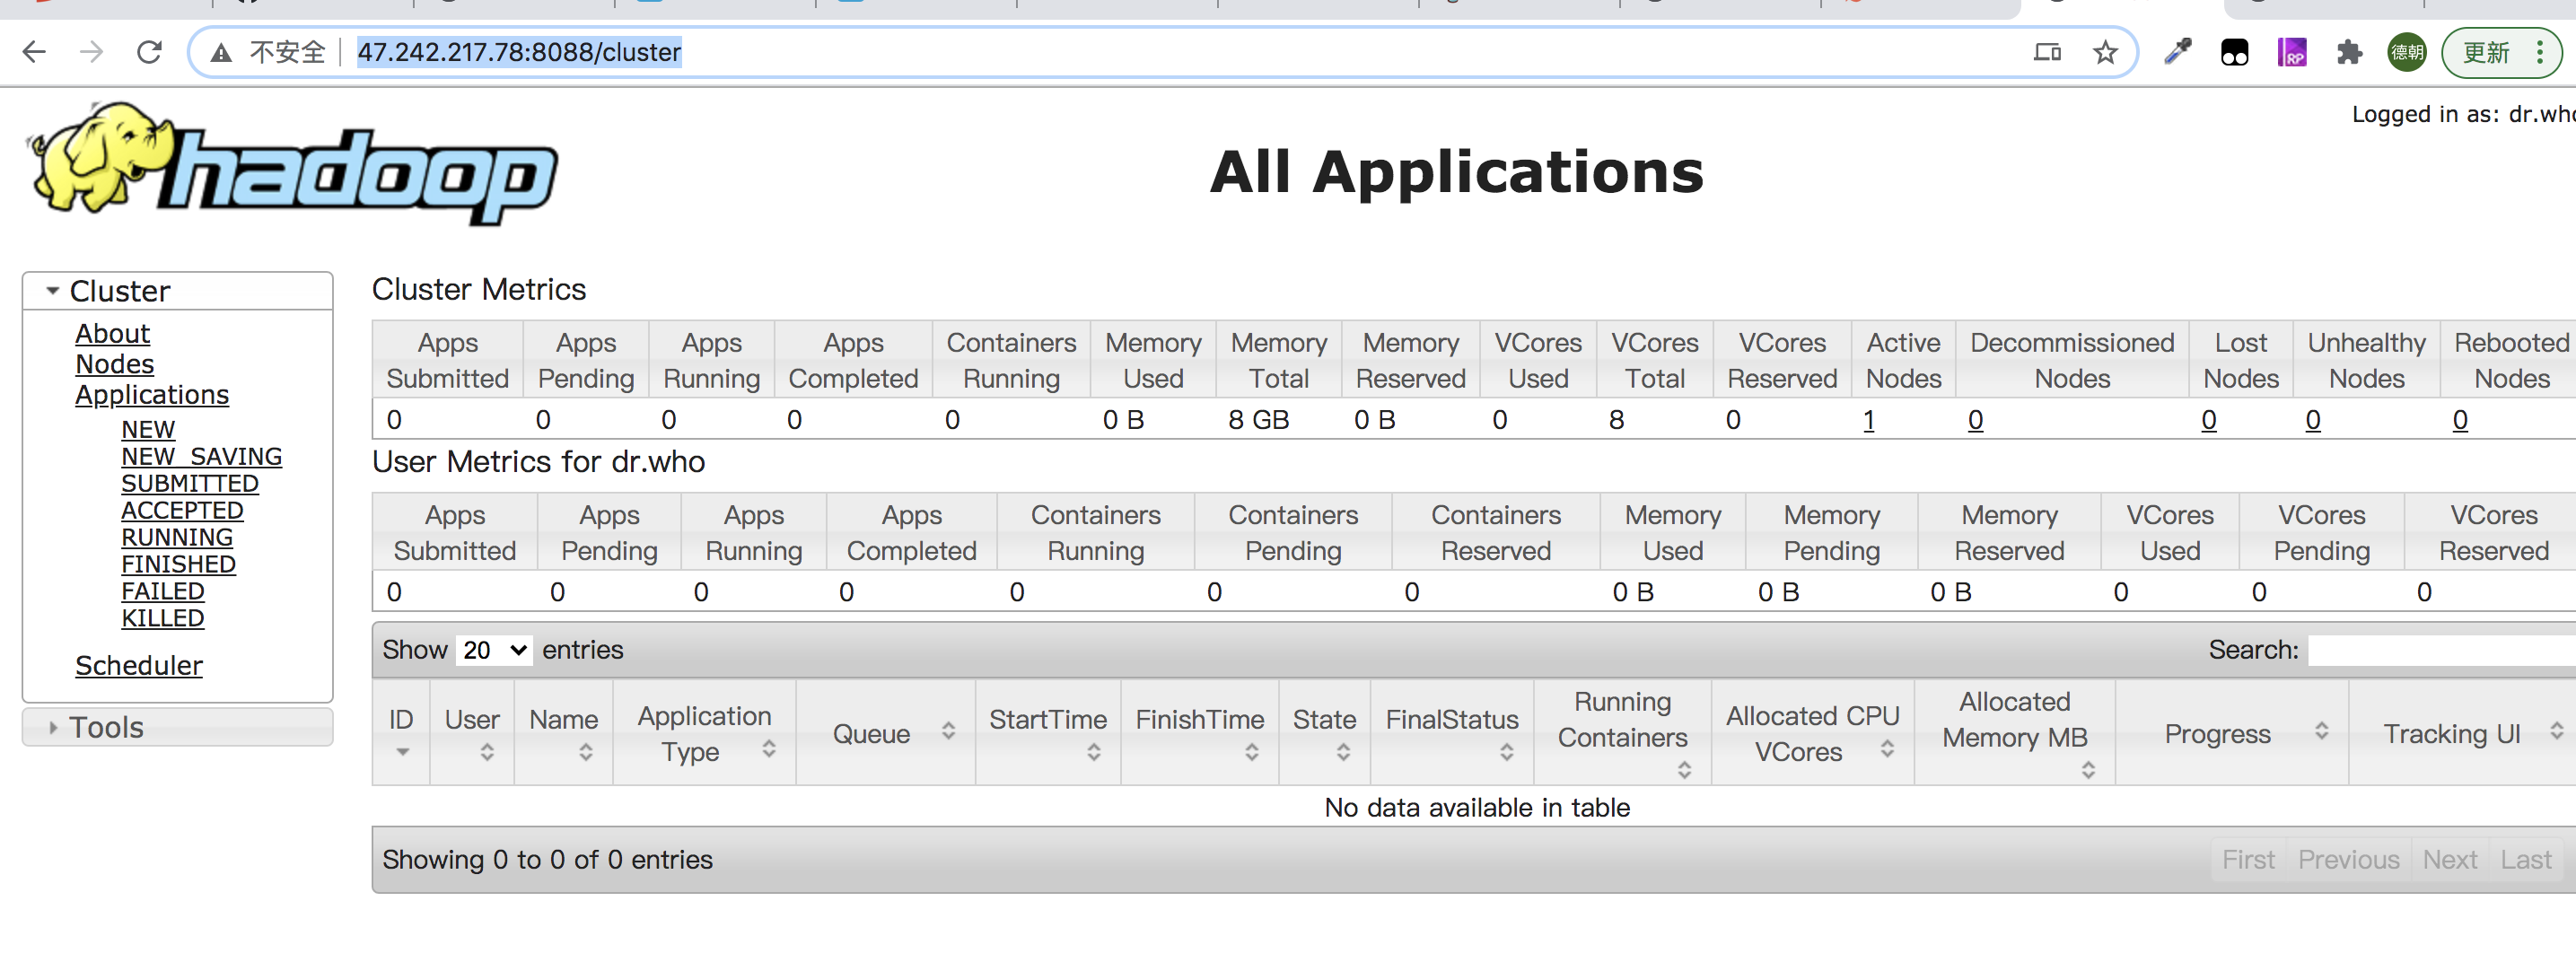 不安全 47.242.217.78:8088/cluster
RP
德朝
更新
hadoop
Logged in as: dr.who
All Applications
Cluster
About
Nodes
Applications
NEW
NEW_SAVING
SUBMITTED
ACCEPTED
RUNNING
FINISHED
FAILED
KILLED
Scheduler
Tools
Cluster Metrics
Apps Submitted Apps Pending Apps Running Apps Completed Containers Running Memory Used Memory Total Memory Reserved VCores Used VCores Total VCores Reserved Active Nodes Decommissioned Nodes Lost Nodes Unhealthy Nodes Rebooted Nodes
0 0 0 0 0 0 B 8 GB 0 B 0 8 0 1 0 0 0 0
User Metrics for dr.who
Apps Submitted Apps Pending Apps Running Apps Completed Containers Running Containers Pending Containers Reserved Memory Used Memory Pending Memory Reserved VCores Used VCores Pending VCores Reserved
0 0 0 0 0 0 0 0 B 0 B 0 B 0 0 0
Show 20 entries Search:
ID User Name Application Type Queue StartTime FinishTime State FinalStatus Running Containers Allocated CPU VCores Allocated Memory MB Progress Tracking UI
No data available in table
Showing 0 to 0 of 0 entries First Previous Next Last